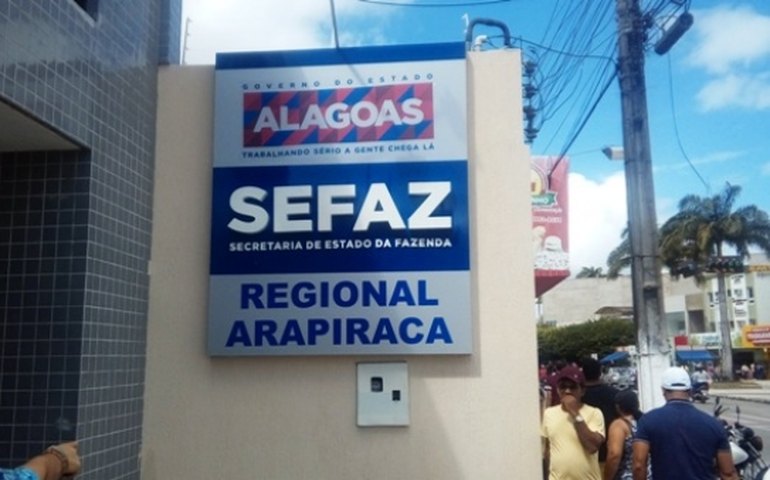 GOVERNO DO ESTADO
ALAGOAS
TRABALHANDO SÉRIO A GENTE CHEGA LÁ
SEFAZ
SECRETARIA DE ESTADO DA FAZENDA
REGIONAL
ARAPIRACA